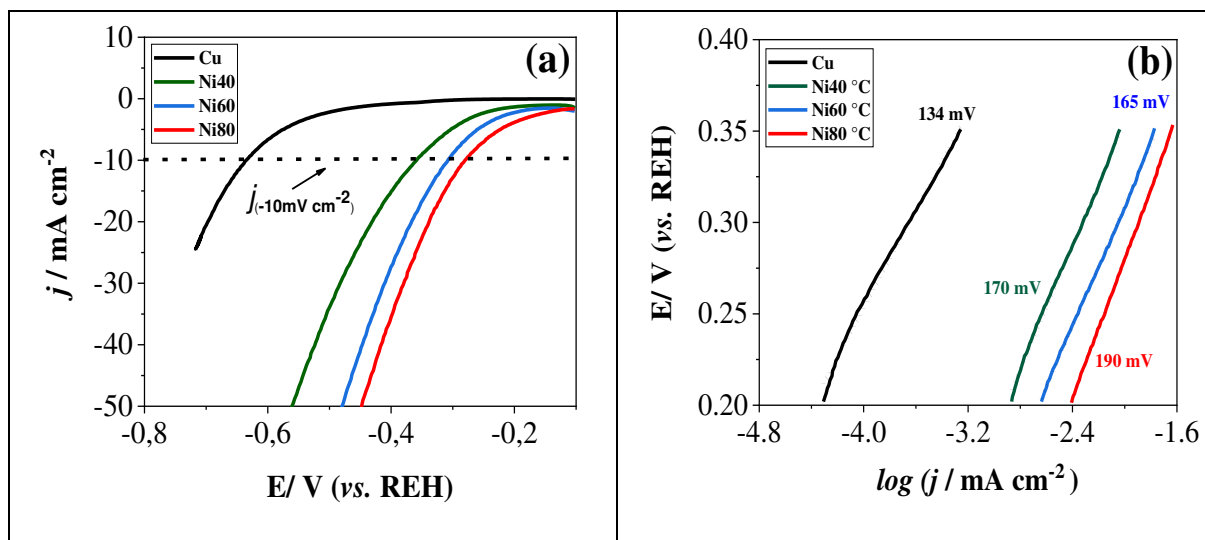 (a)
Cu
Ni40
Ni60
Ni80
10
0
-10
-20
-30
-40
-50
j(-10mV cm-2)
-0,8
-0,6
-0,4
-0,2
j / mA cm-2
E/ V (vs. REH)
(b)
Cu
Ni40 °C
Ni60 °C
Ni80 °C
134 mV
165 mV
170 mV
190 mV
0.40
0.35
0.30
0.25
0.20
-4.8
-4.0
-3.2
-2.4
-1.6
E/ V (vs. REH)
log (j / mA cm-2)